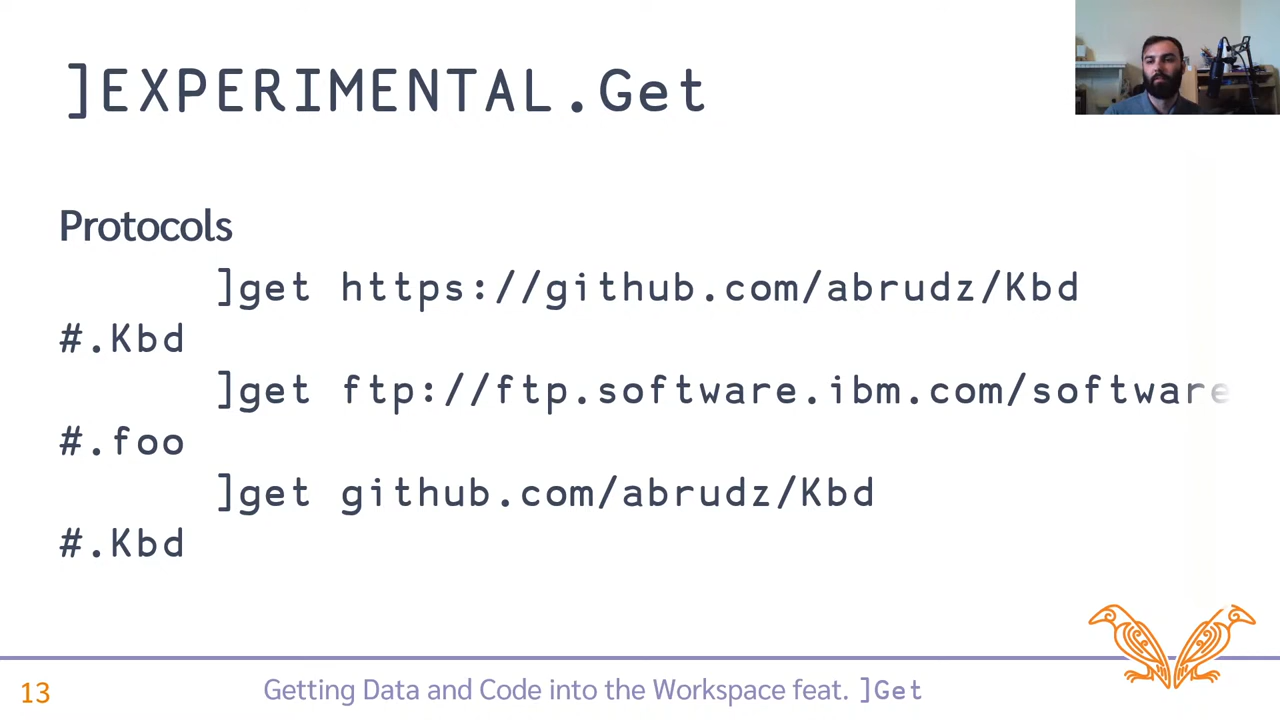 ]EXPERIMENTAL.Get
Protocols
]get https://github.com/abrudz/Kbd
#.Kbd
]get ftp://ftp.software.ibm.com/software
#.foo
]get github.com/abrudz/Kbd
#.Kbd
13
Getting Data and Code into the Workspace feat. ]Get